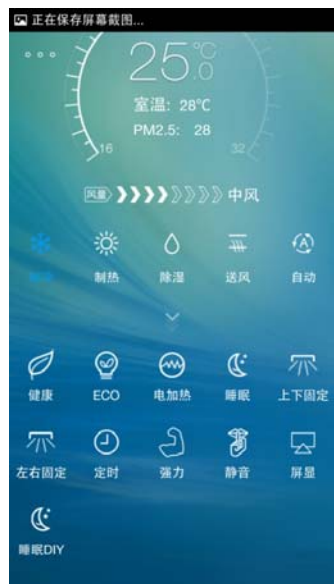 正在保存屏幕截图...
25.0
℃
室温: 28℃
PM2.5: 28
16
32
风量
中风
制冷 制热 除湿 送风 自动
健康 ECO 电加热 睡眠 上下固定
左右固定 定时 强力 静音 屏显
睡眠DIY